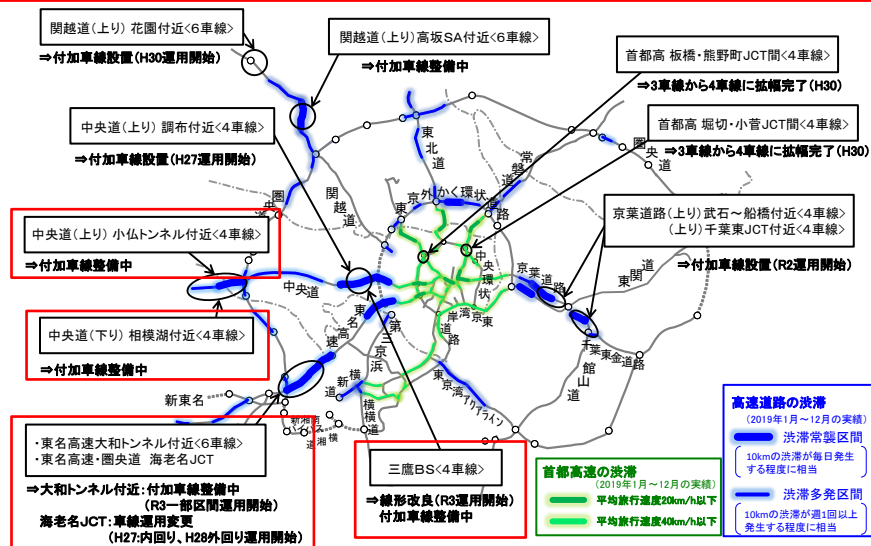 関越道(上り) 花園付近<6車線>
⇒付加車線設置(H30運用開始)
関越道(上り)高坂SA付近<6車線>
⇒付加車線整備中
首都高 板橋・熊野町JCT間<4車線>
⇒3車線から4車線に拡幅完了(H30)
中央道(上り) 調布付近<4車線>
⇒付加車線設置(H27運用開始)
首都高 堀切・小菅JCT間<4車線>
⇒3車線から4車線に拡幅完了(H30)
中央道(上り) 小仏トンネル付近<4車線>
⇒付加車線整備中
京葉道路(上り)武石~船橋付近<4車線>
(上り)千葉東JCT付近<4車線>
⇒付加車線設置(R2運用開始)
中央道(下り) 相模湖付近<4車線>
⇒付加車線整備中
・東名高速大和トンネル付近<6車線>
・東名高速・圏央道 海老名JCT
⇒大和トンネル付近:付加車線整備中
(R3一部区間運用開始)
海老名JCT:車線運用変更
(H27:内回り、H28外回り運用開始)
三鷹BS<4車線>
⇒線形改良(R3運用開始)
付加車線整備中
東北道
常磐道
圏央道
関越道
東京外かく環状道路
圏央道
中央道
中央環状
京葉道路
東関道
東名高速
第三京浜
湾岸道路
東京湾アクアライン
千葉東金道路
館山道
新東名
新湘南バイパス
横浜横須賀道路
首都高速の渋滞
(2019年1月~12月の実績)
平均旅行速度20km/h以下
平均旅行速度40km/h以下
高速道路の渋滞
(2019年1月~12月の実績)
渋滞常襲区間
10kmの渋滞が毎日発生
する程度に相当
渋滞多発区間
10kmの渋滞が週1回以上
発生する程度に相当